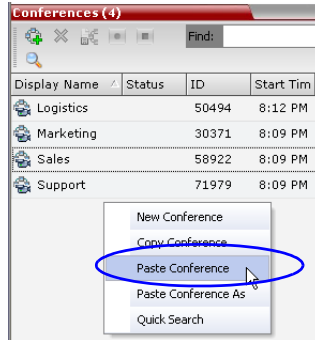 Conferences (4)
Find:
Display Name Status ID Start Tim
Logistics 50494 8:12 PM
Marketing 30371 8:09 PM
Sales 58922 8:09 PM
Support 71979 8:09 PM
New Conference
Copy Conference
Paste Conference
Paste Conference As
Quick Search